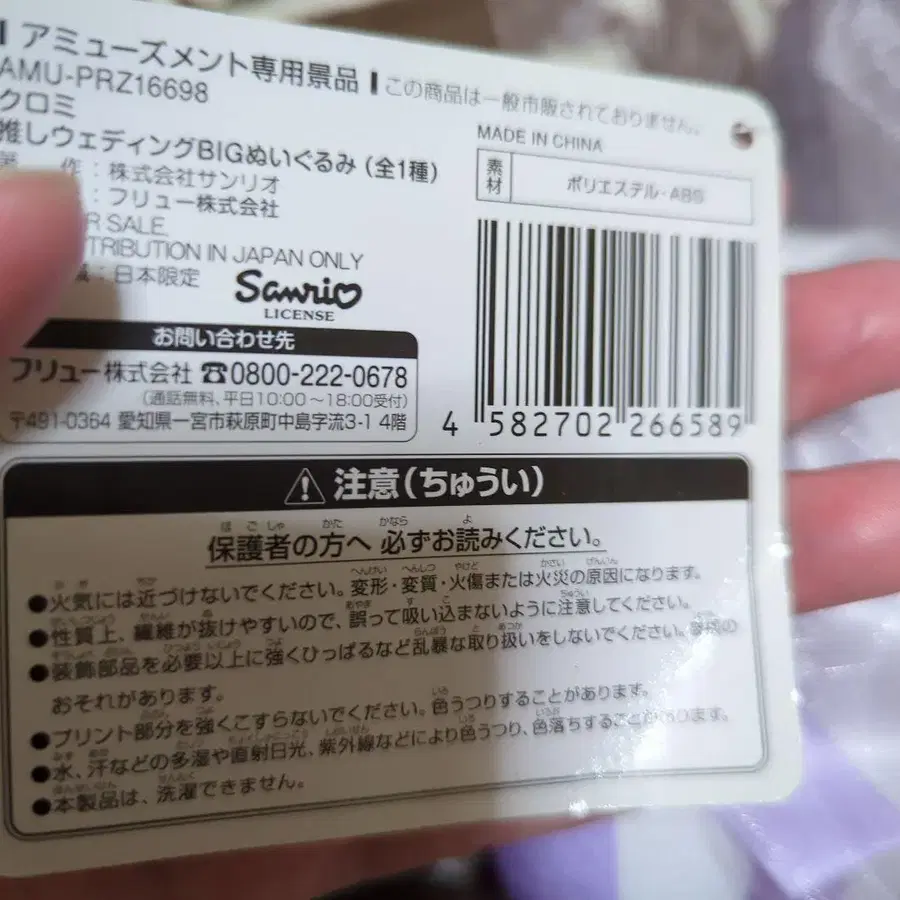 アミューズメント専用景品 この商品は一般市販されておりません。
AMU-PRZ16698
クロミ
推しウェディングBIGぬいぐるみ（全1種）
作：株式会社サンリオ
：フリュー株式会社
R SALE
TRIBUTION IN JAPAN ONLY
：日本限定
Sanrio
LICENSE
MADE IN CHINA
素材 ポリエステル・ABS
4 582702 266589
お問い合わせ先
フリュー株式会社 ☎0800-222-0678
（通話無料、平日10:00〜18:00受付）
〒491-0364 愛知県一宮市萩原町中島字流3-1 4階
⚠ 注意（ちゅうい）
保護者の方へ 必ずお読みください。
●火気には近づけないでください。変形・変質・火傷または火災の原因になります。
●性質上、繊維が抜けやすいので、誤って吸い込まないように注意してください。
●装飾部品を必要以上に強くひっぱるなど乱暴な取り扱いをしないでください。
おそれがあります。
●プリント部分を強くこすらないでください。色うつりすることがあります。
●水、汗などの多湿や直射日光、紫外線などにより色うつり、色落ちすることがあります。
●本製品は、洗濯できません。